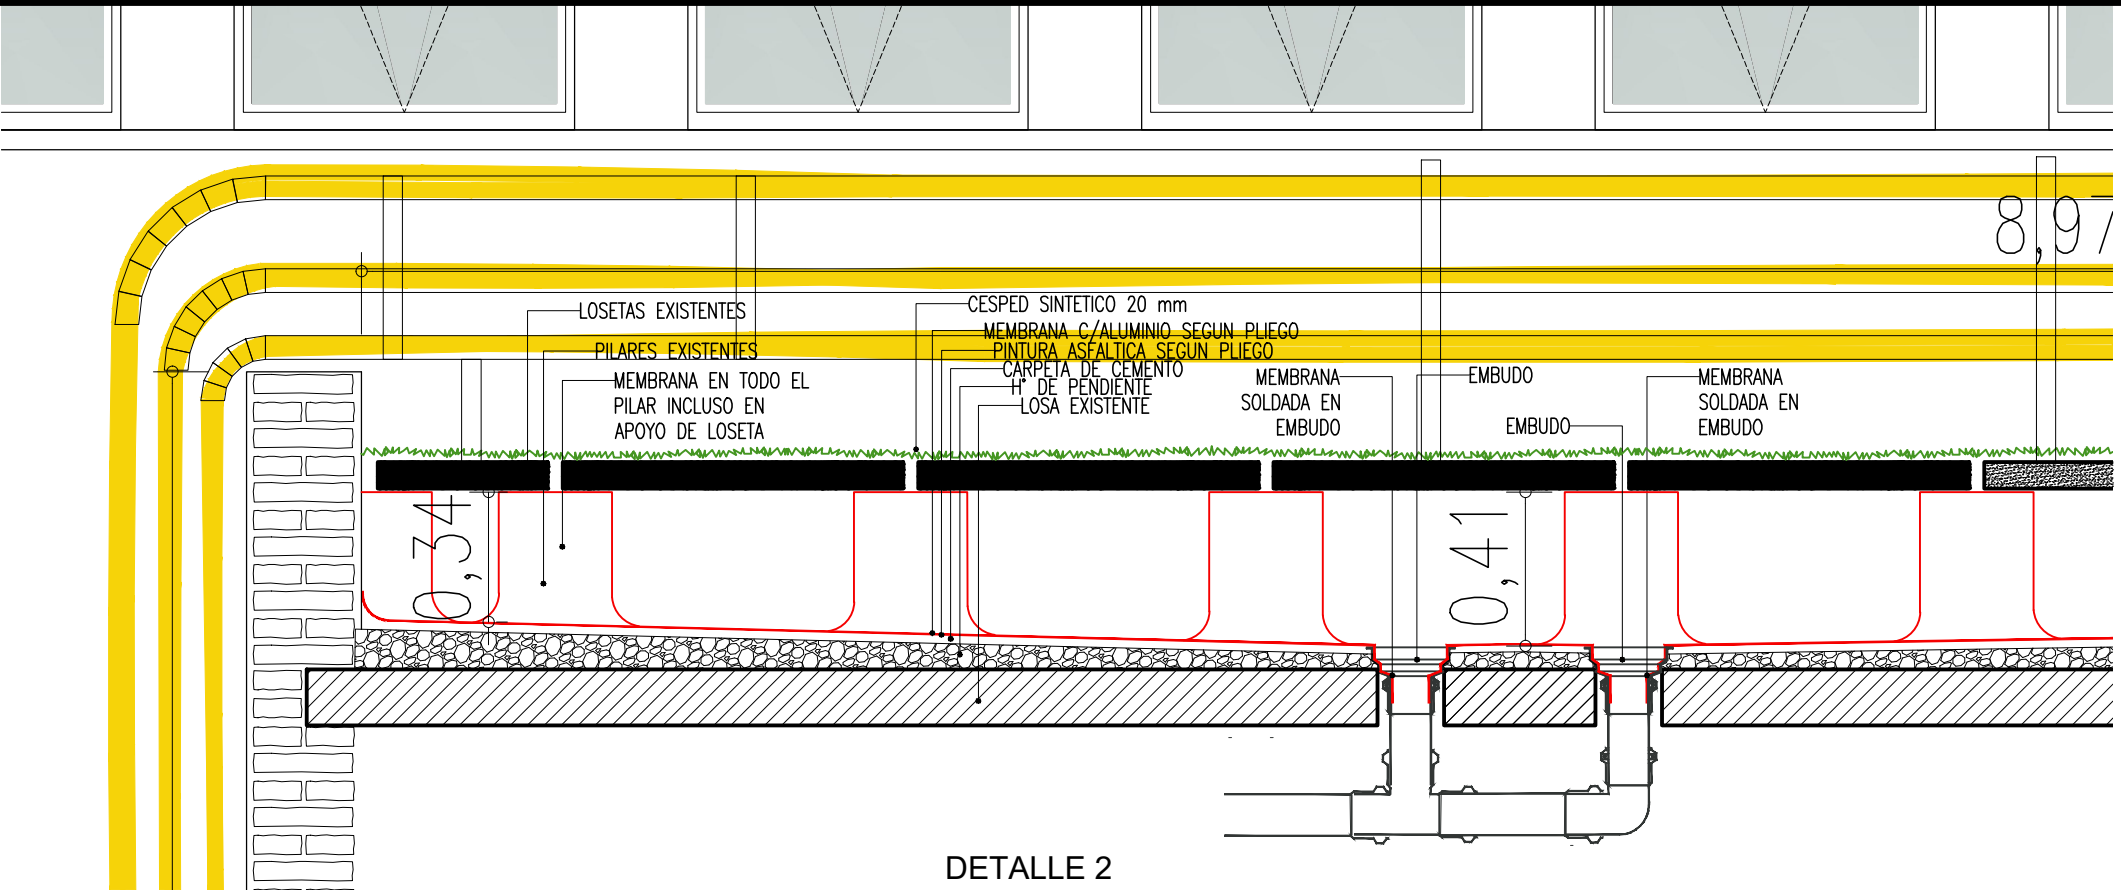 8,97
LOSETAS EXISTENTES
CESPED SINTETICO 20 mm
MEMBRANA C/ALUMINIO SEGUN PLIEGO
PILARES EXISTENTES
PINTURA ASFALTICA SEGUN PLIEGO
CARPETA DE CEMENTO
H° DE PENDIENTE
LOSA EXISTENTE
MEMBRANA EN TODO EL
PILAR INCLUSO EN
APOYO DE LOSETA
MEMBRANA
SOLDADA EN
EMBUDO
EMBUDO
EMBUDO
MEMBRANA
SOLDADA EN
EMBUDO
0,34
0,41
DETALLE 2